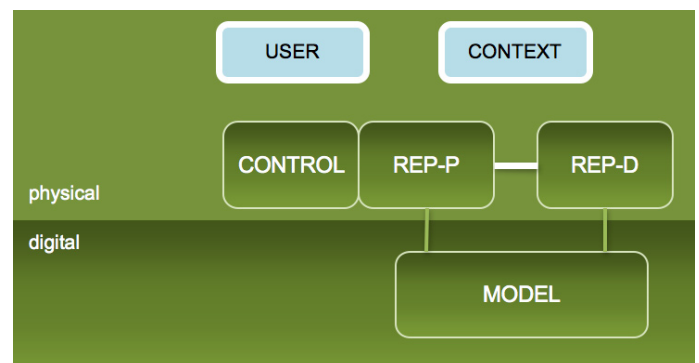 USER
CONTEXT
CONTROL
REP-P
REP-D
physical
digital
MODEL